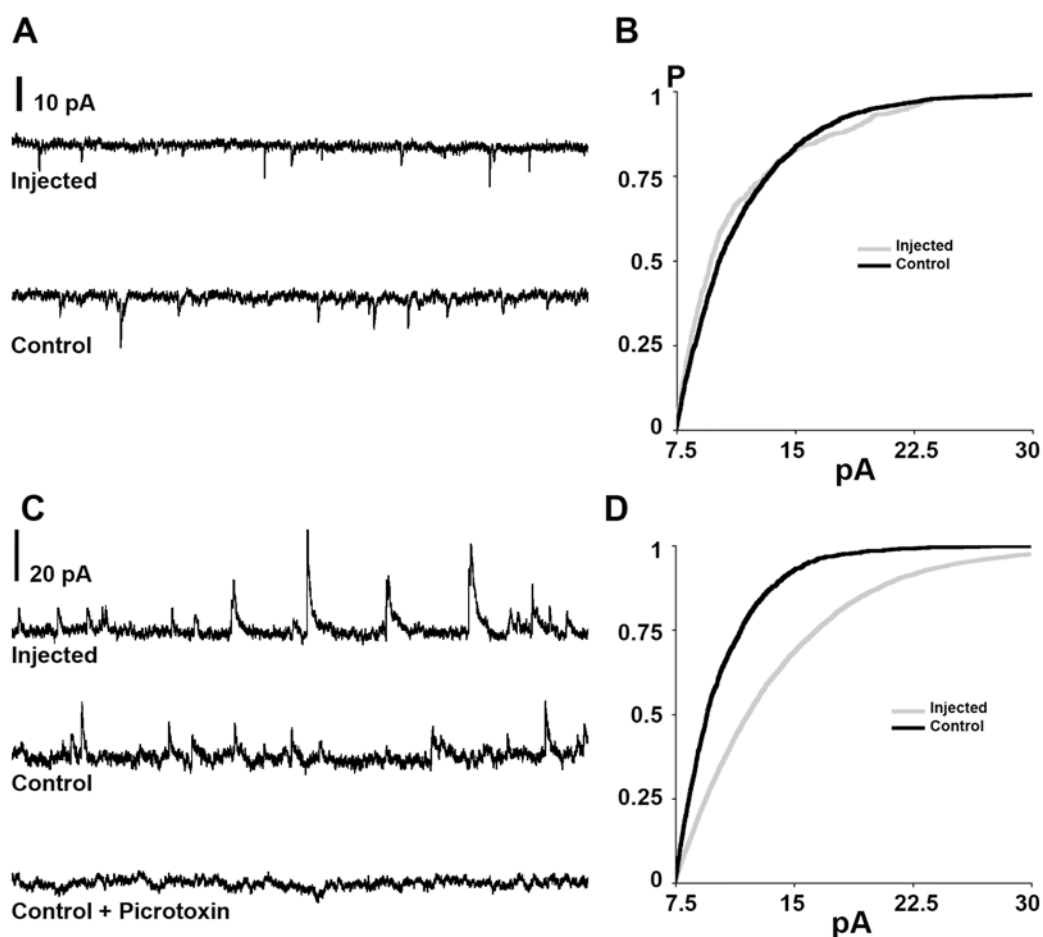 A
10 pA
Injected
Control
B
P
1
0.75
0.5
0.25
0
Injected
Control
7.5 15 22.5 30
pA
C
20 pA
Injected
Control
Control + Picrotoxin
D
1
0.75
0.5
0.25
0
Injected
Control
7.5 15 22.5 30
pA